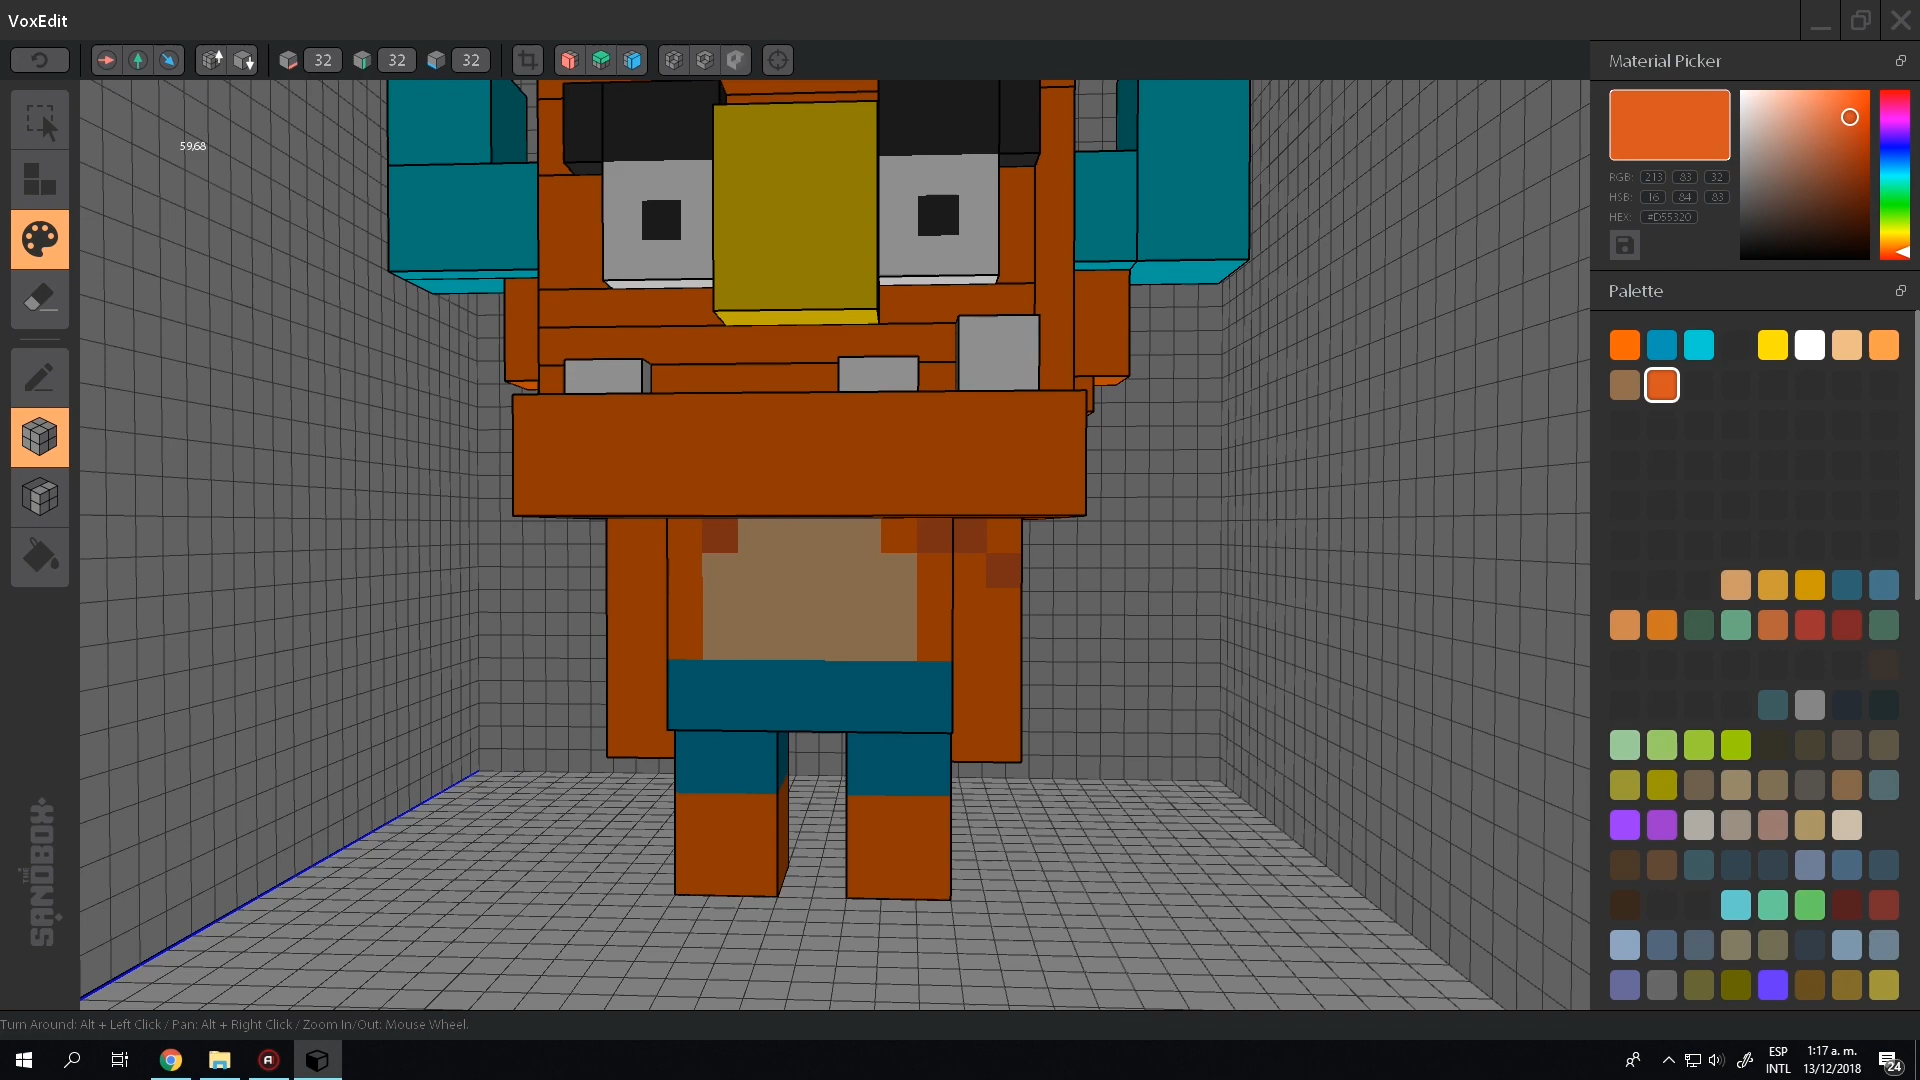 VoxEdit
32 32 32
Material Picker
59,68
RGB: 213 83 32
HSB: 16 84 83
HEX: #D55320
Palette
THE SANDBOX
Turn Around: Alt + Left Click / Pan: Alt + Right Click / Zoom In/Out: Mouse Wheel.
ESP
INTL
1:17 a. m.
13/12/2018
24